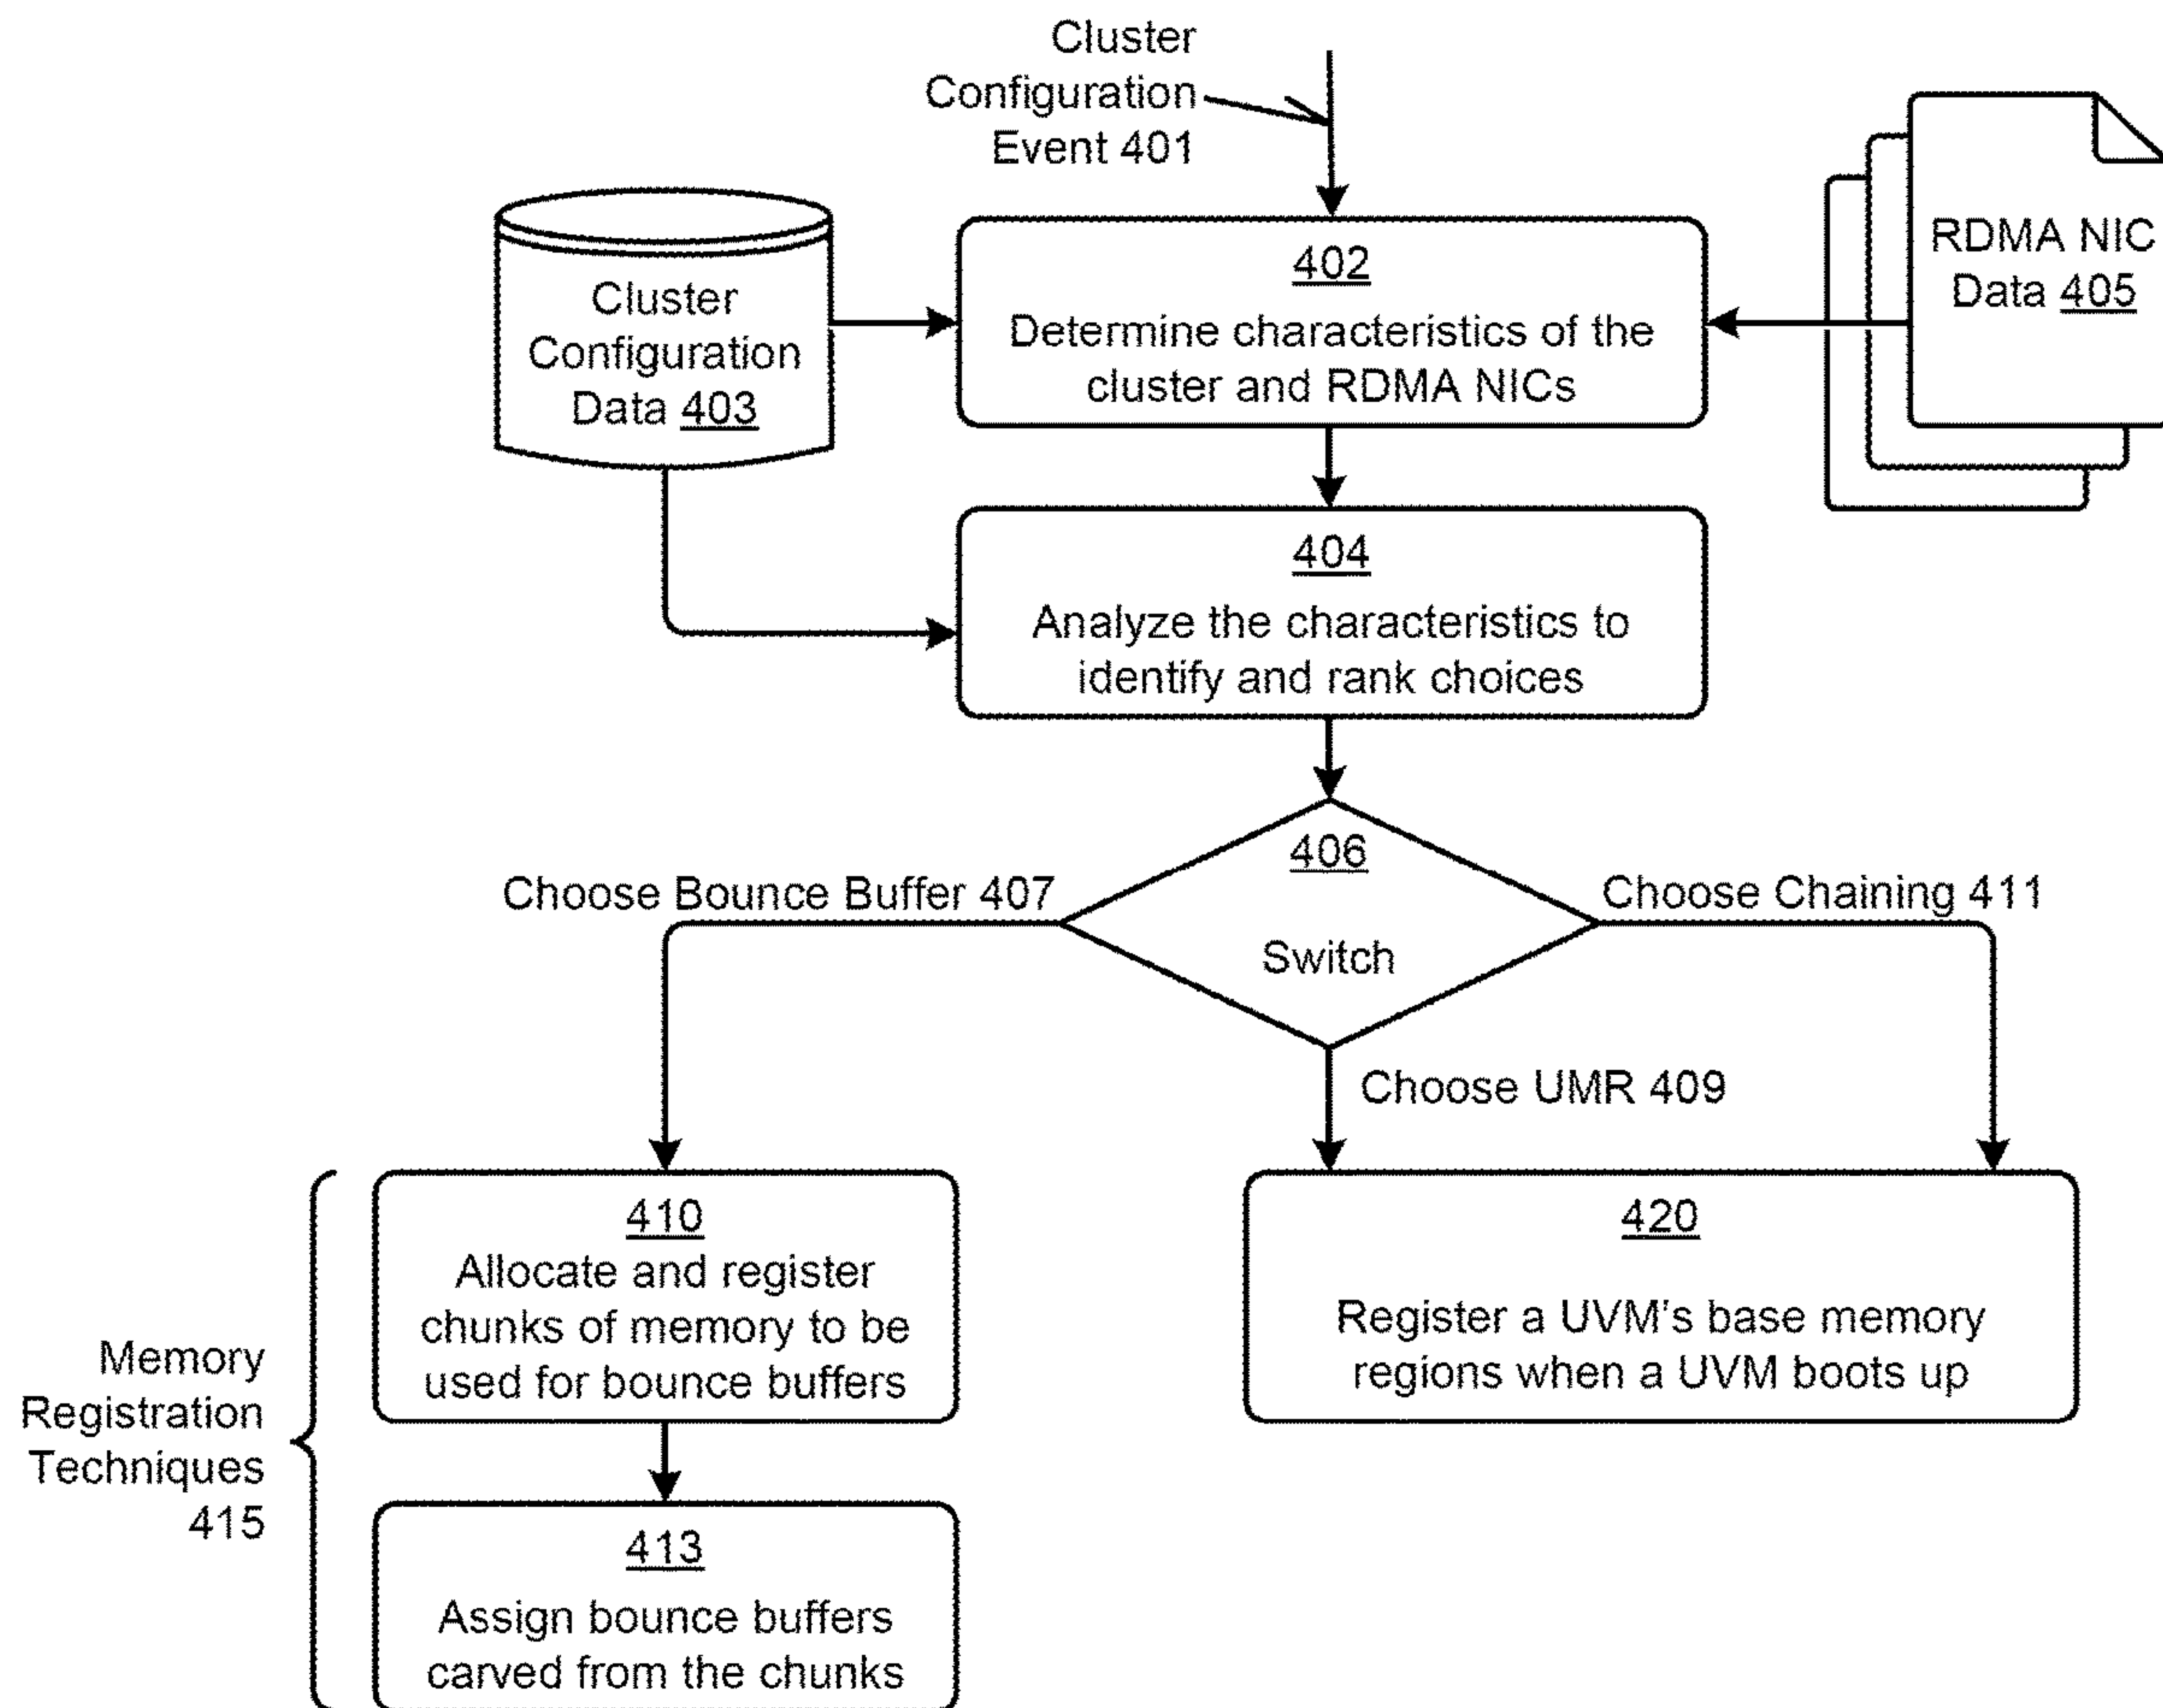 Cluster
Configuration
Event 401
RDMA NIC
Data 405
Cluster
Configuration
Data 403
402
Determine characteristics of the
cluster and RDMA NICs
404
Analyze the characteristics to
identify and rank choices
406
Switch
Choose Bounce Buffer 407
Choose Chaining 411
Choose UMR 409
Memory
Registration
Techniques
415
410
Allocate and register
chunks of memory to be
used for bounce buffers
420
Register a UVM's base memory
regions when a UVM boots up
413
Assign bounce buffers
carved from the chunks